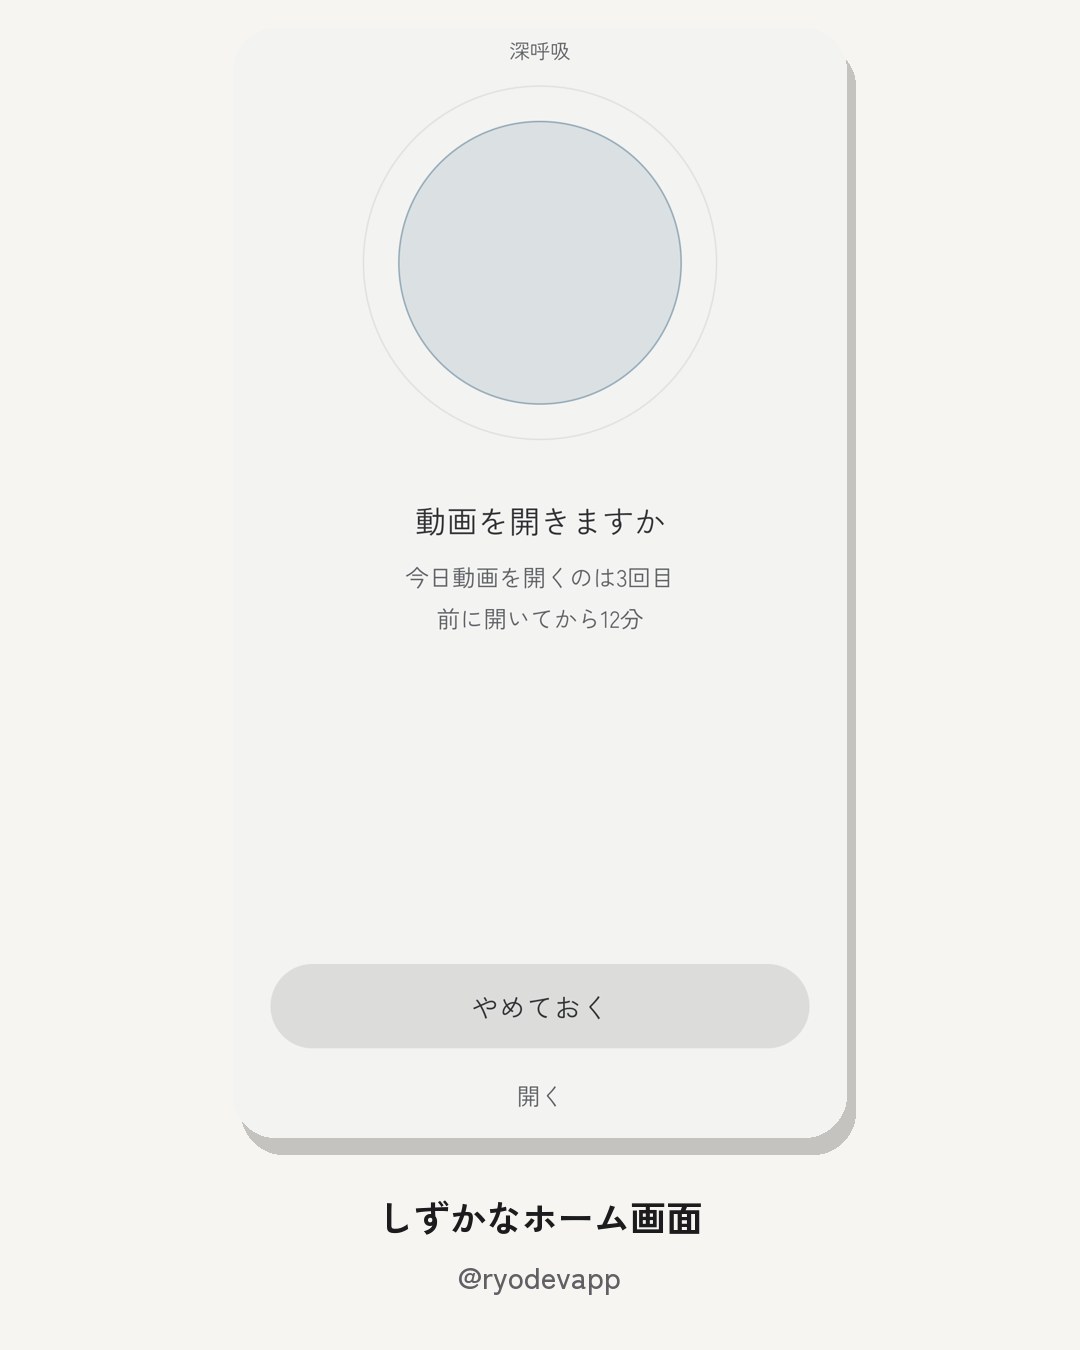 深呼吸
動画を開きますか
今日動画を開くのは3回目
前に開いてから12分
やめておく
開く
しずかなホーム画面
@ryodevapp